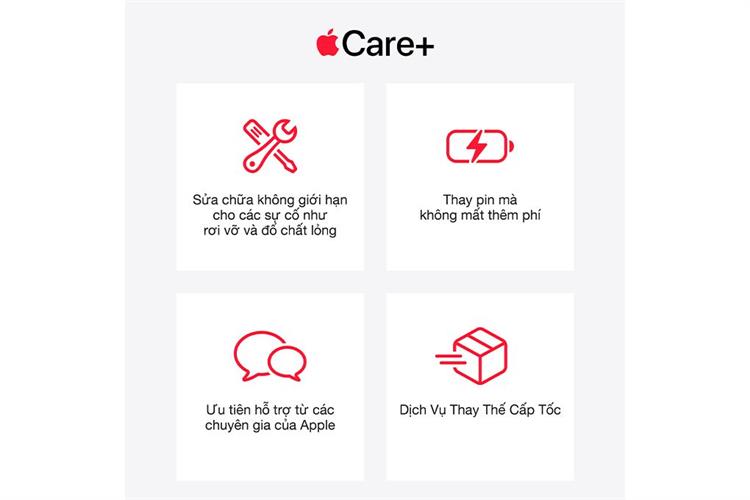 Care+
Sửa chữa không giới hạn
cho các sự cố như
rơi vỡ và đổ chất lỏng
Thay pin mà
không mất thêm phí
Ưu tiên hỗ trợ từ các
chuyên gia của Apple
Dịch Vụ Thay Thế Cấp Tốc